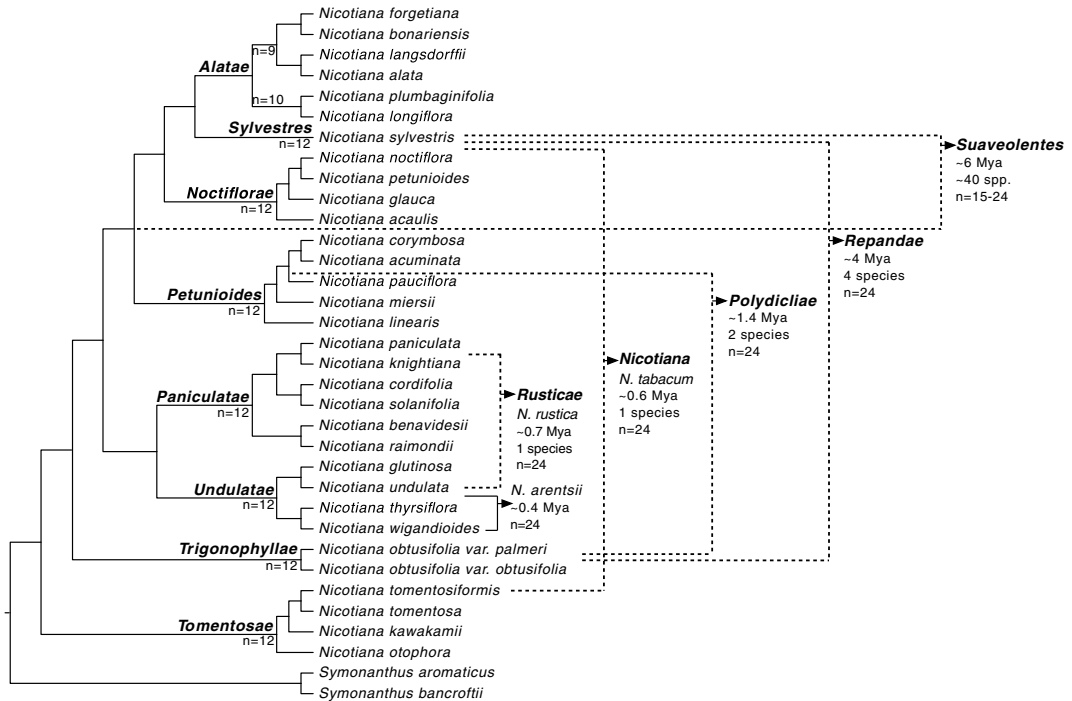 Nicotiana forgetiana
Nicotiana bonariensis
n=9
Nicotiana langsdorffii
Alatae
Nicotiana alata
n=10
Nicotiana plumbaginifolia
Nicotiana longiflora
Sylvestres
n=12
Nicotiana sylvestris
Nicotiana noctiflora
Nicotiana petunioides
Noctiflorae
n=12
Nicotiana glauca
Nicotiana acaulis
Nicotiana corymbosa
Nicotiana acuminata
Nicotiana pauciflora
Petunioides
n=12
Nicotiana miersii
Nicotiana linearis
Nicotiana paniculata
Nicotiana knightiana
Nicotiana cordifolia
Paniculatae
n=12
Nicotiana solanifolia
Nicotiana benavidesii
Nicotiana raimondii
Nicotiana glutinosa
Undulatae
n=12
Nicotiana undulata
Nicotiana thyrsiflora
Nicotiana wigandioides
Trigonophyllae
n=12
Nicotiana obtusifolia var. palmeri
Nicotiana obtusifolia var. obtusifolia
Nicotiana tomentosiformis
Nicotiana tomentosa
Tomentosae
n=12
Nicotiana kawakamii
Nicotiana otophora
Symonanthus aromaticus
Symonanthus bancroftii
Rusticae
N. rustica
~0.7 Mya
1 species
n=24
N. arentsii
~0.4 Mya
n=24
Nicotiana
N. tabacum
~0.6 Mya
1 species
n=24
Polydicliae
~1.4 Mya
2 species
n=24
Repandae
~4 Mya
4 species
n=24
Suaveolentes
~6 Mya
~40 spp.
n=15-24